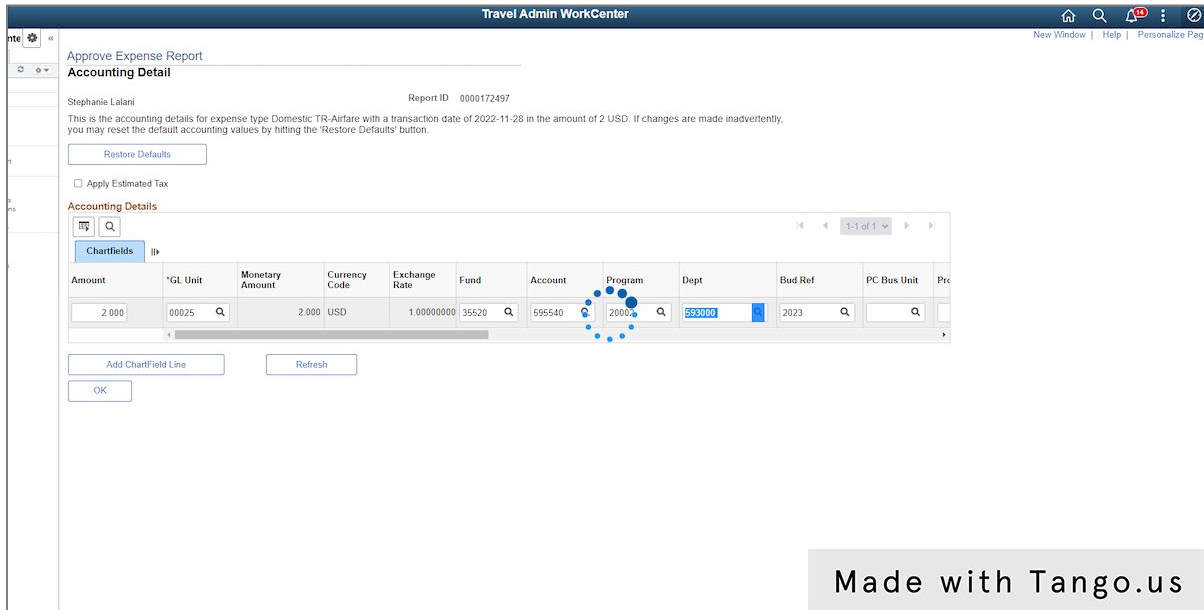 Travel Admin WorkCenter
14
nte
«
New Window | Help | Personalize Pag
Approve Expense Report
Accounting Detail
Stephanie Lalani
Report ID 0000172497
This is the accounting details for expense type Domestic TR-Airfare with a transaction date of 2022-11-28 in the amount of 2 USD. If changes are made inadvertently,
you may reset the default accounting values by hitting the 'Restore Defaults' button.
Restore Defaults
Apply Estimated Tax
Accounting Details
1-1 of 1
Chartfields
Amount *GL Unit Monetary Amount Currency Code Exchange Rate Fund Account Program Dept Bud Ref PC Bus Unit Pro
2.000 00025 2.000 USD 1.00000000 35520 595540 20002 593000 2023
Add ChartField Line Refresh
OK
Made with Tango.us